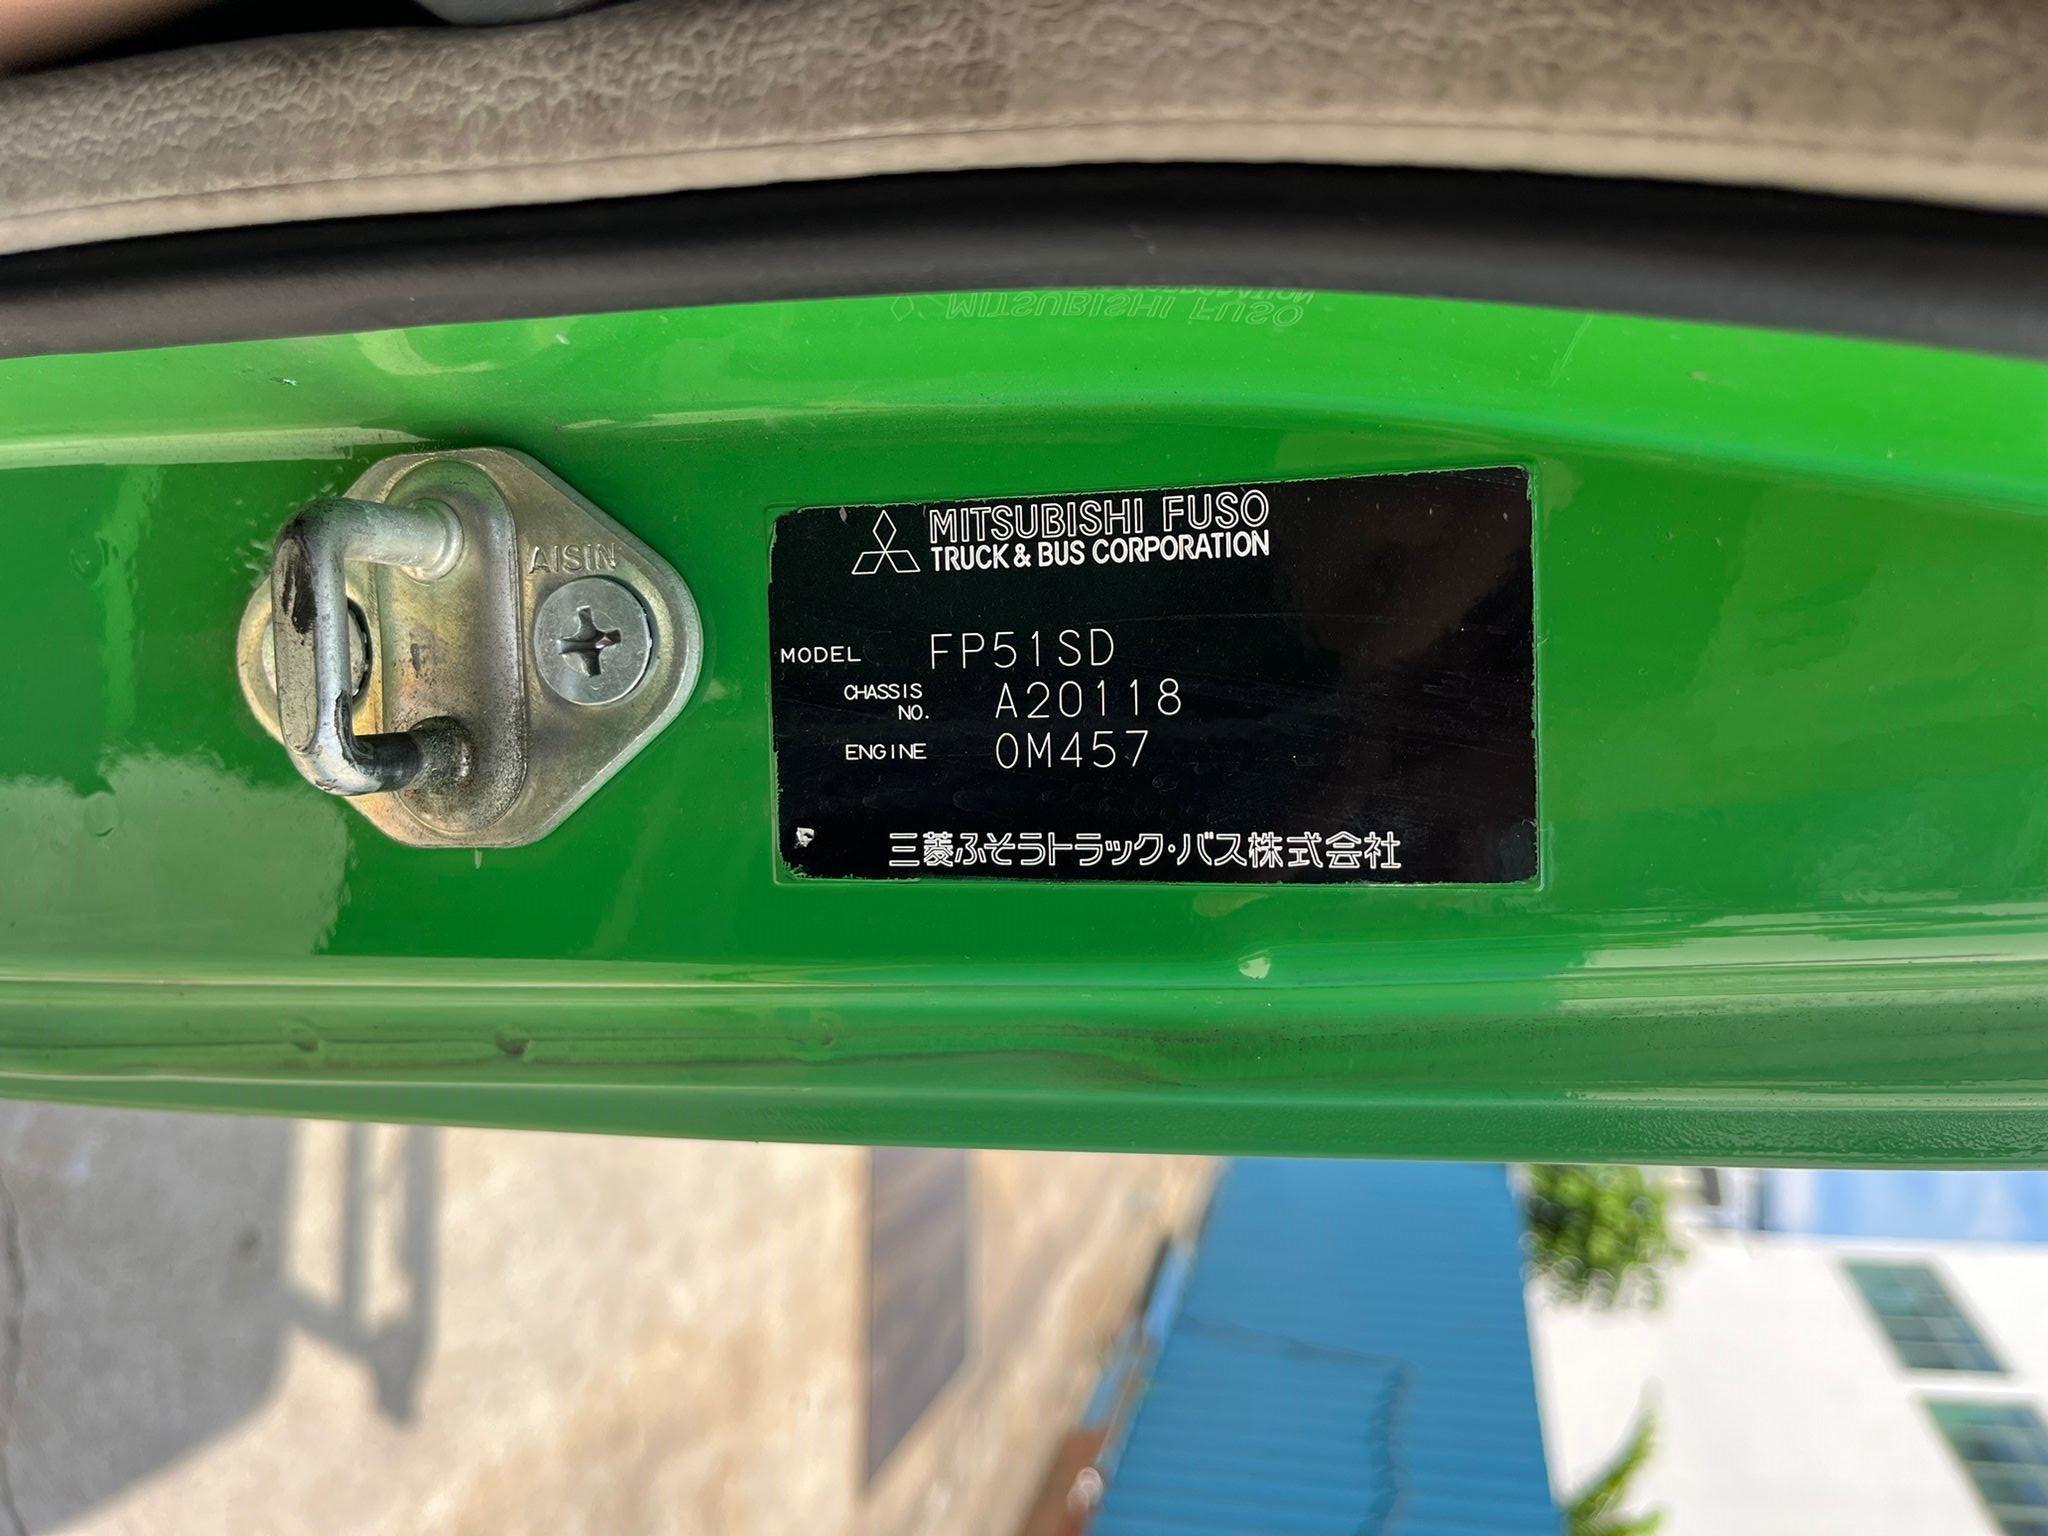 MITSUBISHI FUSO
TRUCK & BUS CORPORATION
AISIN
MODEL FP51SD
CHASSIS NO. A20118
ENGINE OM457
三菱ふそうトラック・バス株式会社